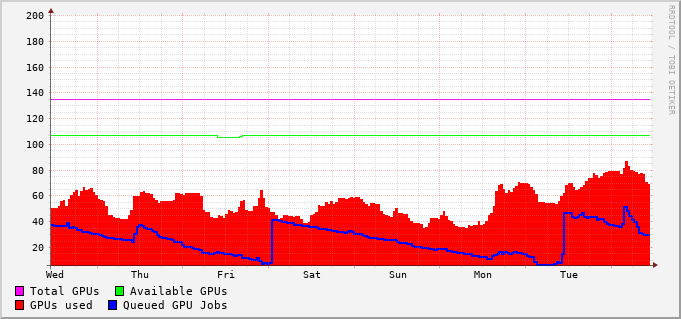 200
180
160
140
120
100
80
60
40
20
Wed Thu Fri Sat Sun Mon Tue
Total GPUs Available GPUs
GPUs used Queued GPU Jobs
RRDTOOL / TOBI OETIKER